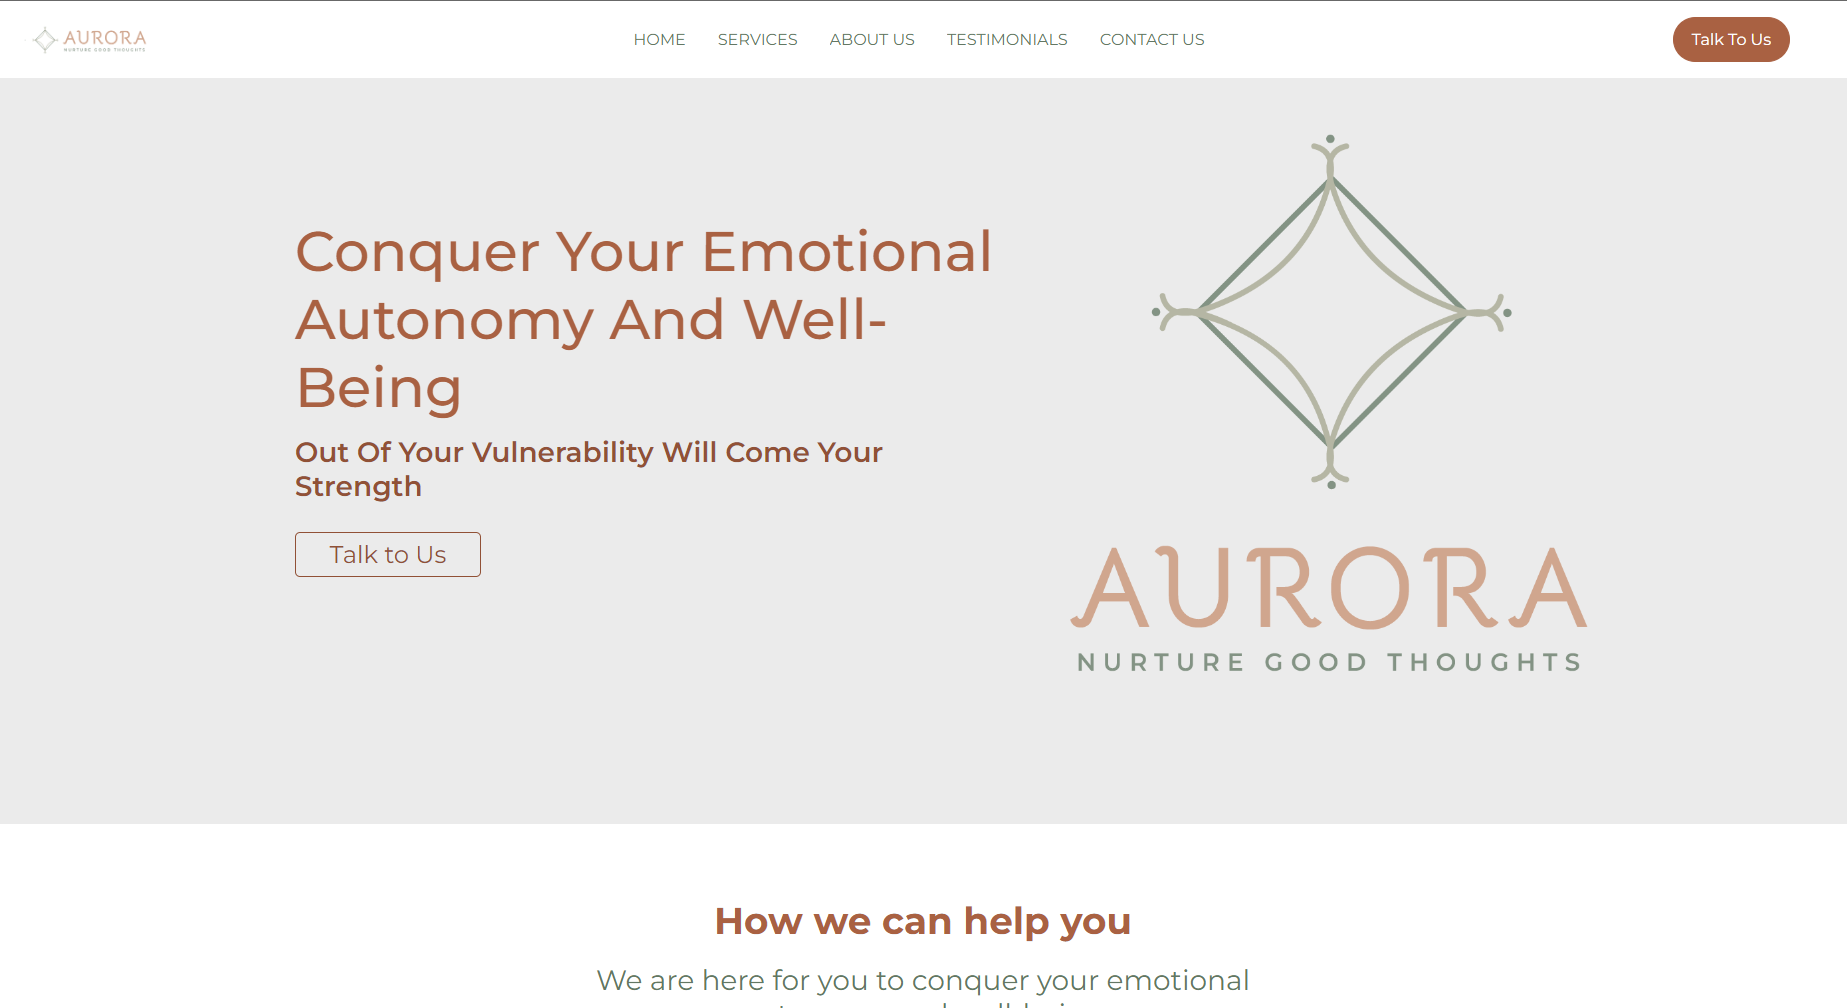 AURORA
NURTURE GOOD THOUGHTS
HOME SERVICES ABOUT US TESTIMONIALS CONTACT US
Talk To Us
Conquer Your Emotional
Autonomy And Well-
Being
Out Of Your Vulnerability Will Come Your
Strength
Talk to Us
AURORA
NURTURE GOOD THOUGHTS
How we can help you
We are here for you to conquer your emotional